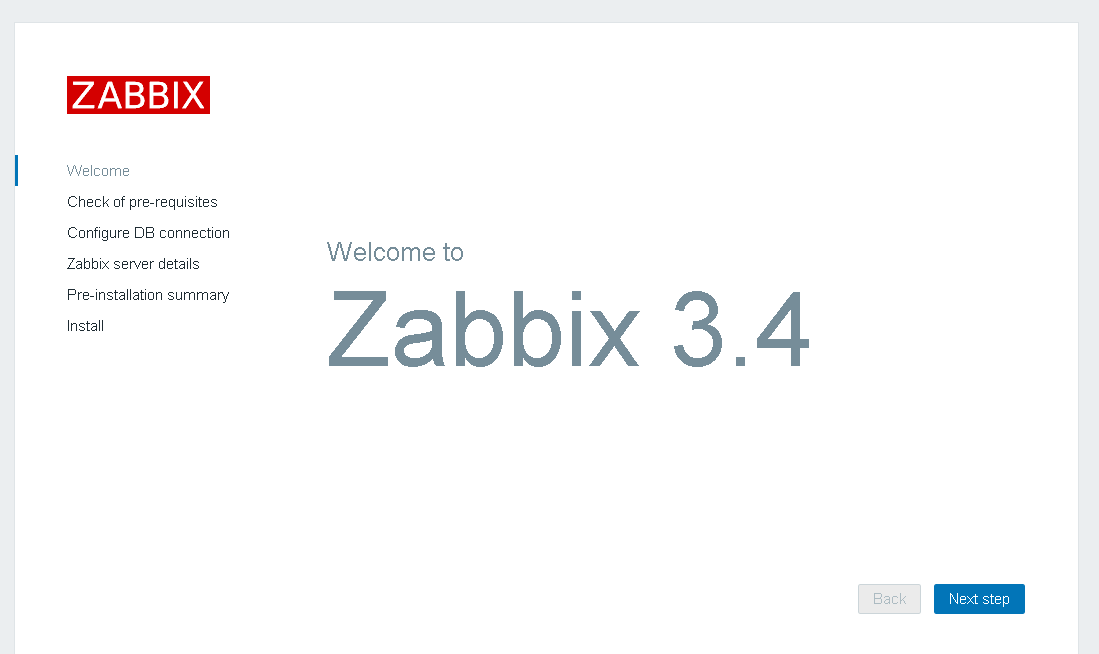 ZABBIX
Welcome
Check of pre-requisites
Configure DB connection
Zabbix server details
Pre-installation summary
Install
Welcome to
Zabbix 3.4
Back
Next step